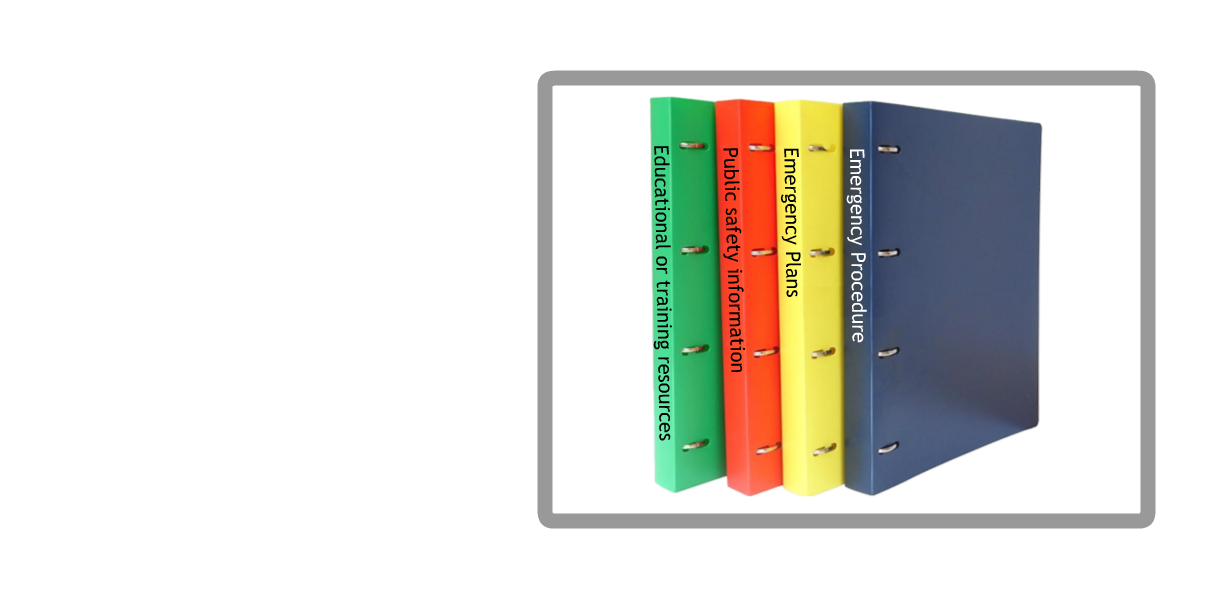 Educational or training resources
Public safety information
Emergency Plans
Emergency Procedure